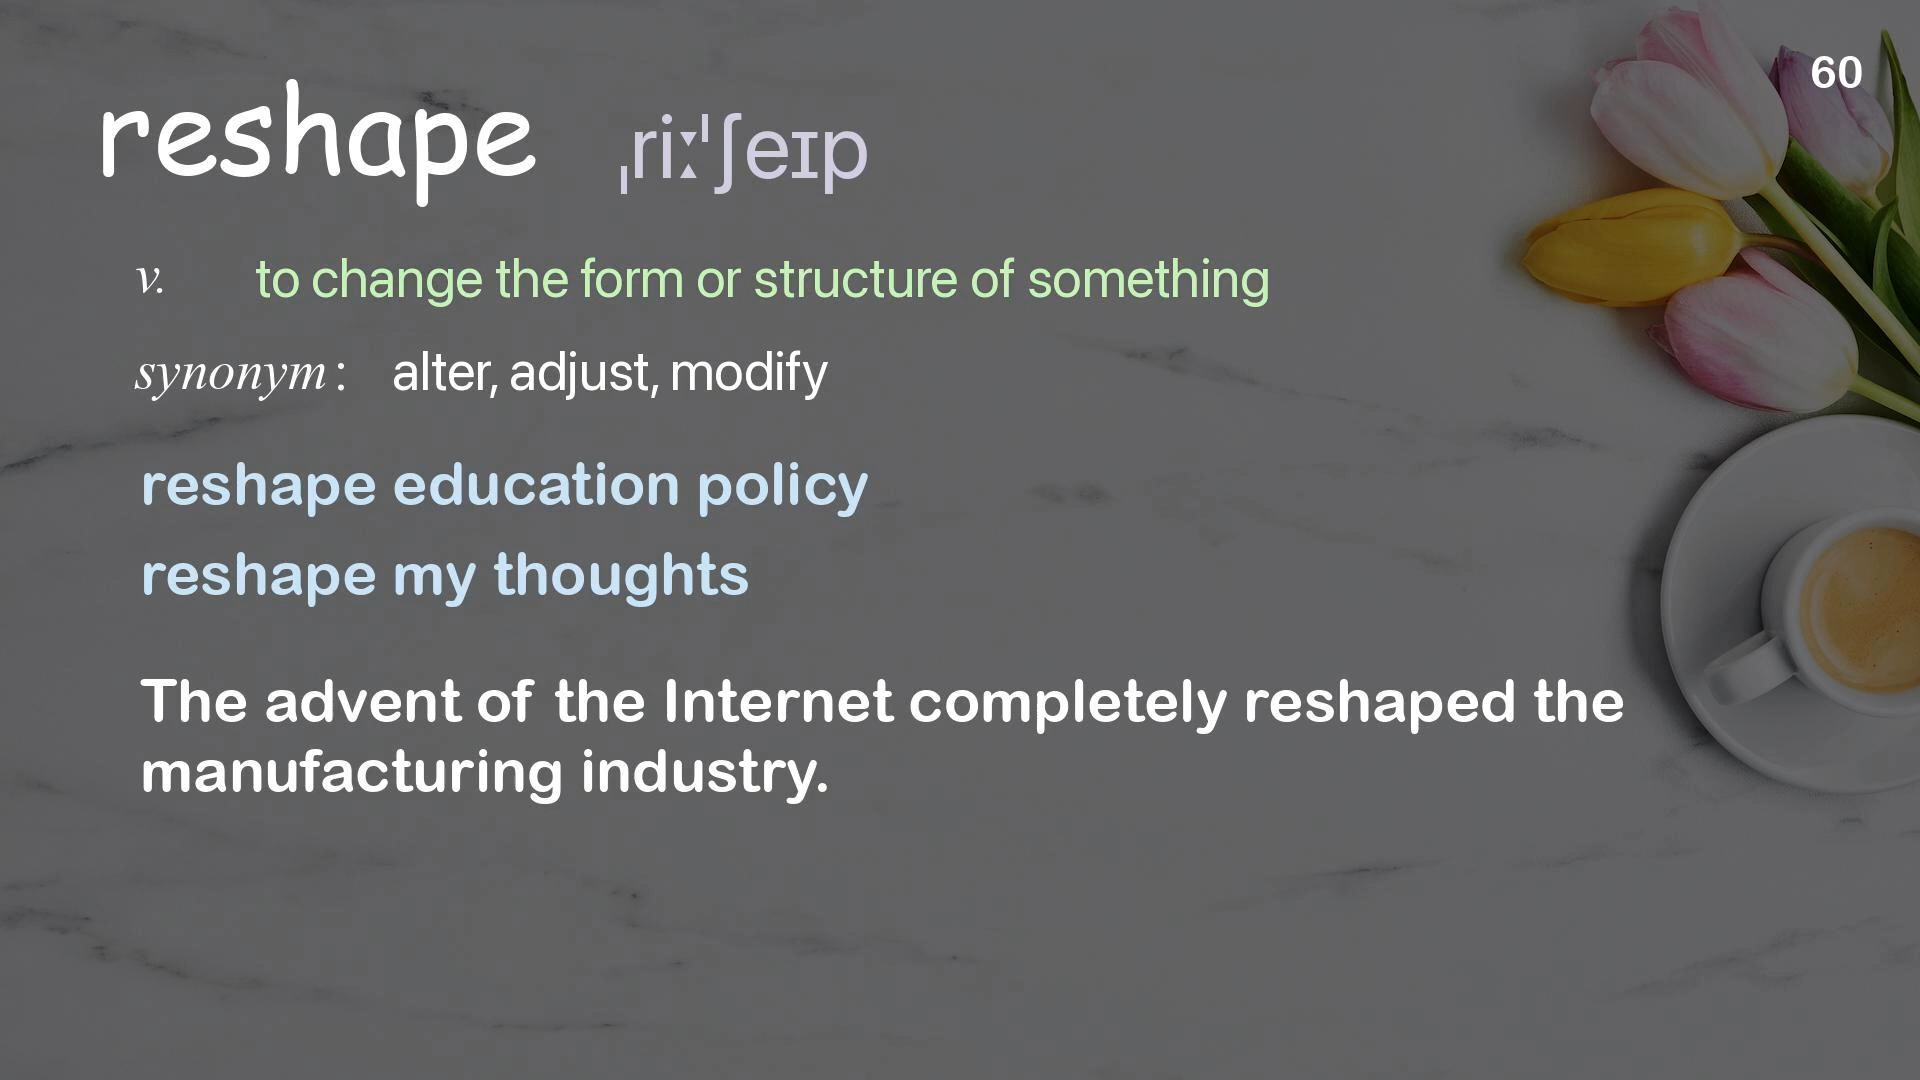 60
reshape ˌriːˈʃeɪp
v. to change the form or structure of something
synonym : alter, adjust, modify
reshape education policy
reshape my thoughts
The advent of the Internet completely reshaped the
manufacturing industry.